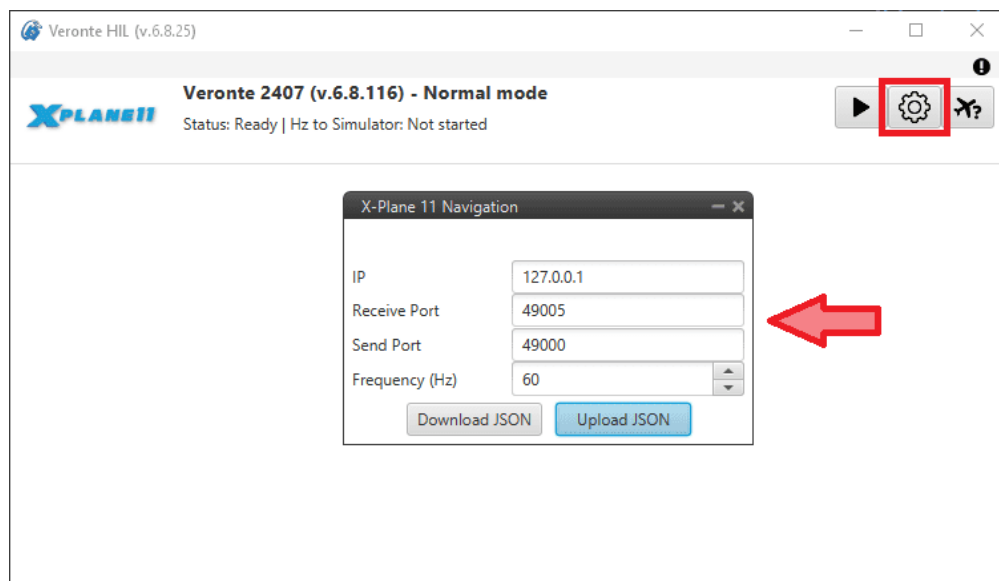 Veronte HIL (v.6.8.25)
XPLANE11
Veronte 2407 (v.6.8.116) - Normal mode
Status: Ready | Hz to Simulator: Not started
?
X-Plane 11 Navigation
IP 127.0.0.1
Receive Port 49005
Send Port 49000
Frequency (Hz) 60
Download JSON Upload JSON